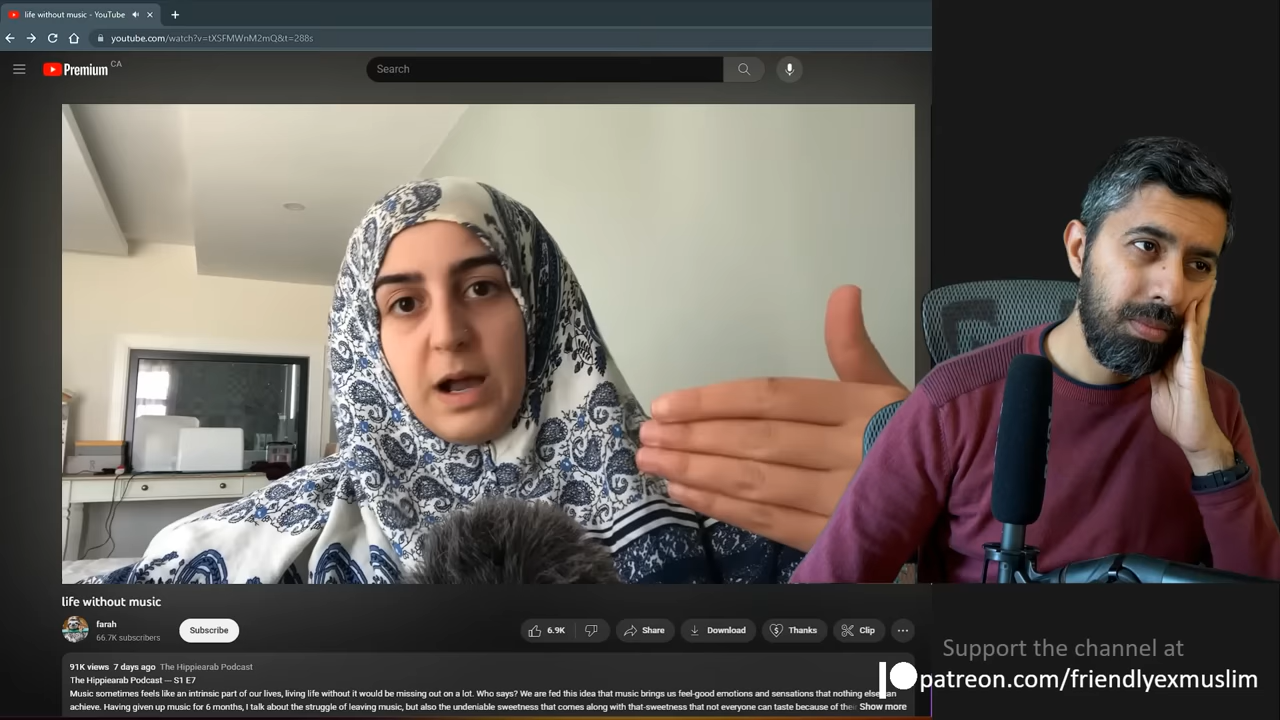 life without music - YouTube
youtube.com/watch?v=tXSFMWnM2mQ&t=288s
Premium CA
Search
life without music
farah
66.7K subscribers
Subscribe
6.9K
Share
Download
Thanks
Clip
91K views 7 days ago The Hippiearab Podcast
The Hippiearab Podcast — S1 E7
Music sometimes feels like an intrinsic part of our lives, living life without it would be missing out on a lot. Who says? We are fed this idea that music brings us feel-good emotions and sensations that nothing else can
achieve. Having given up music for 6 months, I talk about the struggle of leaving music, but also the undeniable sweetness that comes along with that-sweetness that not everyone can taste because of their Show more
Support the channel at
patreon.com/friendlyexmuslim